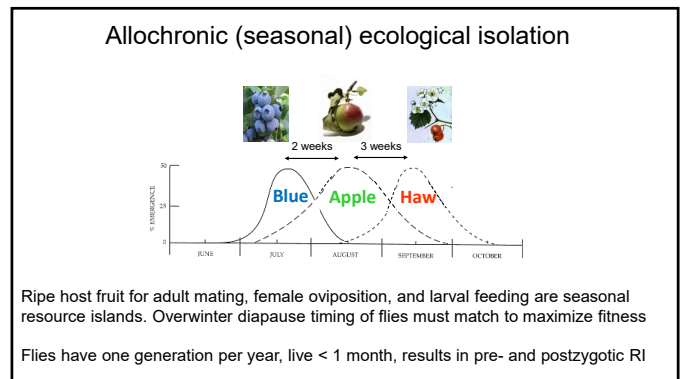 Allochronic (seasonal) ecological isolation
2 weeks
3 weeks
50
25
0
% EMERGENCE
Blue
Apple
Haw
JUNE
JULY
AUGUST
SEPTEMBER
OCTOBER
Ripe host fruit for adult mating, female oviposition, and larval feeding are seasonal
resource islands. Overwinter diapause timing of flies must match to maximize fitness
Flies have one generation per year, live < 1 month, results in pre- and postzygotic RI